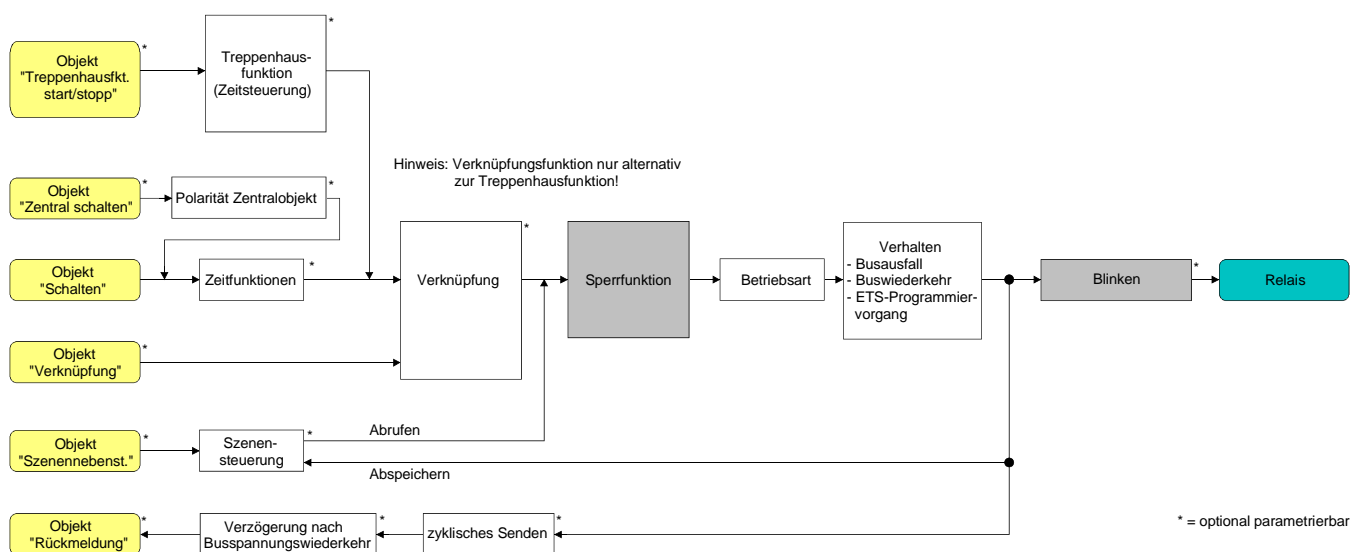 *
Objekt
"Treppenhausfkt.
start/stopp"
*
Treppenhaus-
funktion
(Zeitsteuerung)
Hinweis: Verknüpfungsfunktion nur alternativ
zur Treppenhausfunktion!
*
Objekt
"Zentral schalten"
*
Polarität Zentralobjekt
*
Objekt
"Schalten"
*
Zeitfunktionen
*
Verknüpfung
Sperrfunktion
Betriebsart
Verhalten
- Busausfall
- Buswiederkehr
- ETS-Programmier-
vorgang
Blinken
*
Relais
*
Objekt
"Verknüpfung"
*
Objekt
"Szenennebenst."
*
Szenen-
steuerung
Abrufen
Abspeichern
*
Objekt
"Rückmeldung"
*
Verzögerung nach
Busspannungswiederkehr
*
zyklisches Senden
* = optional parametrierbar